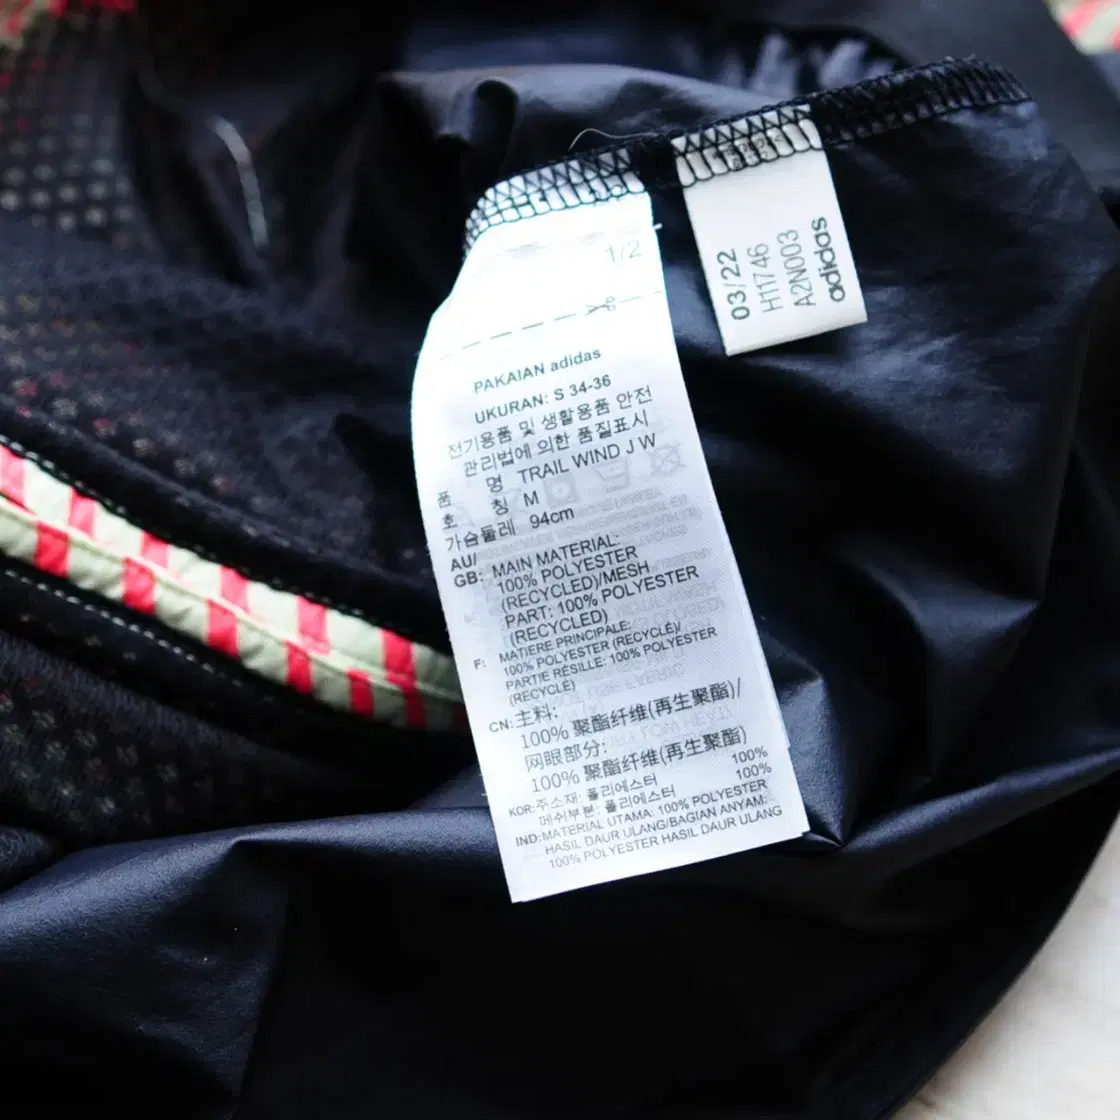 1/2
PAKAIAN adidas
UKURAN: S 34-36
전기용품 및 생활용품 안전
관리법에 의한 품질표시
품 명 TRAIL WIND J W
호 칭 M
가슴둘레 94cm
AU/
GB: MAIN MATERIAL:
100% POLYESTER
(RECYCLED)/MESH
PART: 100% POLYESTER
(RECYCLED)
F: MATIERE PRINCIPALE:
100% POLYESTER (RECYCLÉ)/
PARTIE RÉSILLE: 100% POLYESTER
(RECYCLÉ)
CN: 主料:
100% 聚酯纤维(再生聚酯)/
网眼部分:
100% 聚酯纤维(再生聚酯)
KOR: 주소재: 폴리에스터 100%
메쉬부분: 폴리에스터 100%
IND: MATERIAL UTAMA: 100% POLYESTER
HASIL DAUR ULANG/BAGIAN ANYAM:
100% POLYESTER HASIL DAUR ULANG
03/22
H11746
A2N003
adidas